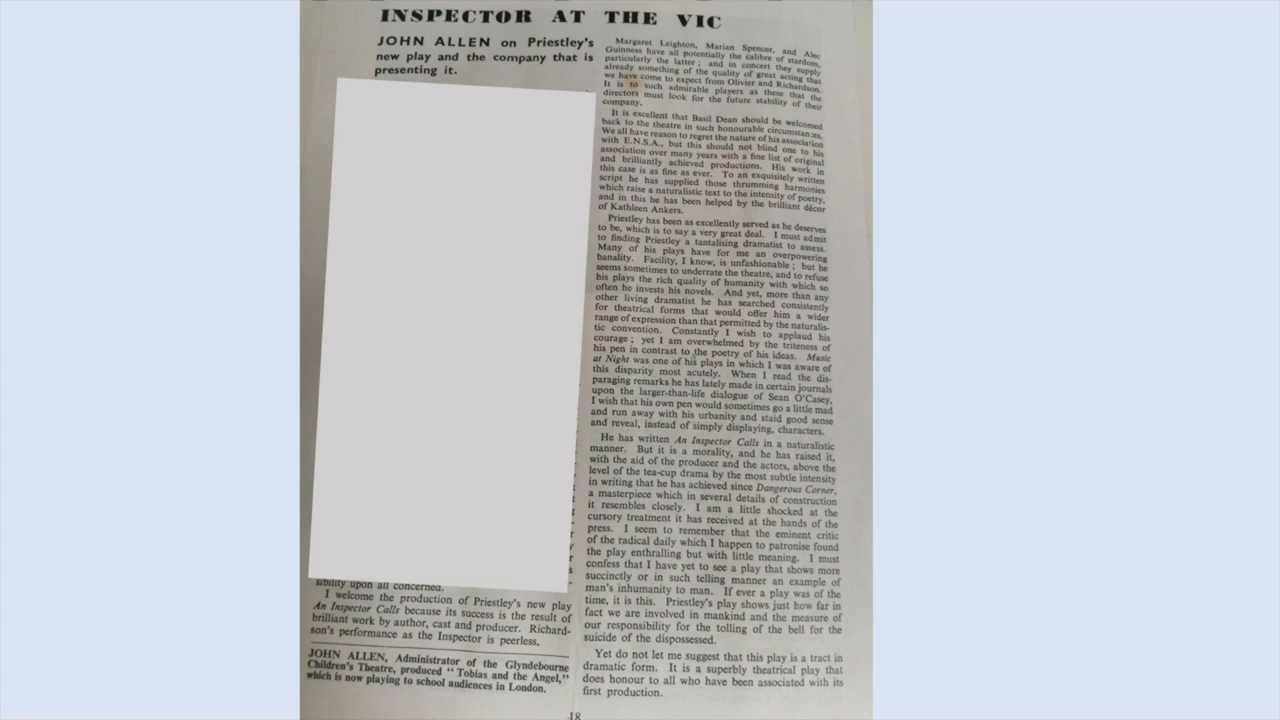 INSPECTOR AT THE VIC
JOHN ALLEN on Priestley's
new play and the company that is
presenting it.
sibility upon all concerned.
I welcome the production of Priestley's new play
An Inspector Calls because its success is the result of
brilliant work by author, cast and producer. Richard-
son's performance as the Inspector is peerless.
JOHN ALLEN, Administrator of the Glyndebourne
Children's Theatre, produced "Tobias and the Angel,"
which is now playing to school audiences in London.
Margaret Leighton, Marian Spencer, and Alec
Guinness have all potentially the calibre of stardom,
particularly the latter; and in concert they supply
already something of the quality of great acting that
we have come to expect from Olivier and Richardson.
It is to such admirable players as these that the
directors must look for the future stability of their
company.
It is excellent that Basil Dean should be welcomed
back to the theatre in such honourable circumstances.
We all have reason to regret the nature of his association
with E.N.S.A., but this should not blind one to his
association over many years with a fine list of original
and brilliantly achieved productions. His work in
this case is as fine as ever. To an exquisitely written
script he has supplied those thrumming harmonies
which raise a naturalistic text to the intensity of poetry,
and in this he has been helped by the brilliant décor
of Kathleen Ankers.
Priestley has been as excellently served as he deserves
to be, which is to say a very great deal. I must admit
to finding Priestley a tantalising dramatist to assess.
Many of his plays have for me an overpowering
banality. Facility, I know, is unfashionable; but he
seems sometimes to underrate the theatre, and to refuse
his plays the rich quality of humanity with which so
often he invests his novels. And yet, more than any
other living dramatist he has searched consistently
for theatrical forms that would offer him a wider
range of expression than that permitted by the naturalis-
tic convention. Constantly I wish to applaud his
courage; yet I am overwhelmed by the triteness of
his pen in contrast to the poetry of his ideas. Music
at Night was one of his plays in which I was aware of
this disparity most acutely. When I read the dis-
paraging remarks he has lately made in certain journals
upon the larger-than-life dialogue of Sean O'Casey,
I wish that his own pen would sometimes go a little mad
and run away with his urbanity and staid good sense
and reveal, instead of simply displaying, characters.
He has written An Inspector Calls in a naturalistic
manner. But it is a morality, and he has raised it,
with the aid of the producer and the actors, above the
level of the tea-cup drama by the most subtle intensity
in writing that he has achieved since Dangerous Corner,
a masterpiece which in several details of construction
it resembles closely. I am a little shocked at the
cursory treatment it has received at the hands of the
press. I seem to remember that the eminent critic
of the radical daily which I happen to patronise found
the play enthralling but with little meaning. I must
confess that I have yet to see a play that shows more
succinctly or in such telling manner an example of
man's inhumanity to man. If ever a play was of the
time, it is this. Priestley's play shows just how far in
fact we are involved in mankind and the measure of
our responsibility for the tolling of the bell for the
suicide of the dispossessed.
Yet do not let me suggest that this play is a tract in
dramatic form. It is a superbly theatrical play that
does honour to all who have been associated with its
first production.
18